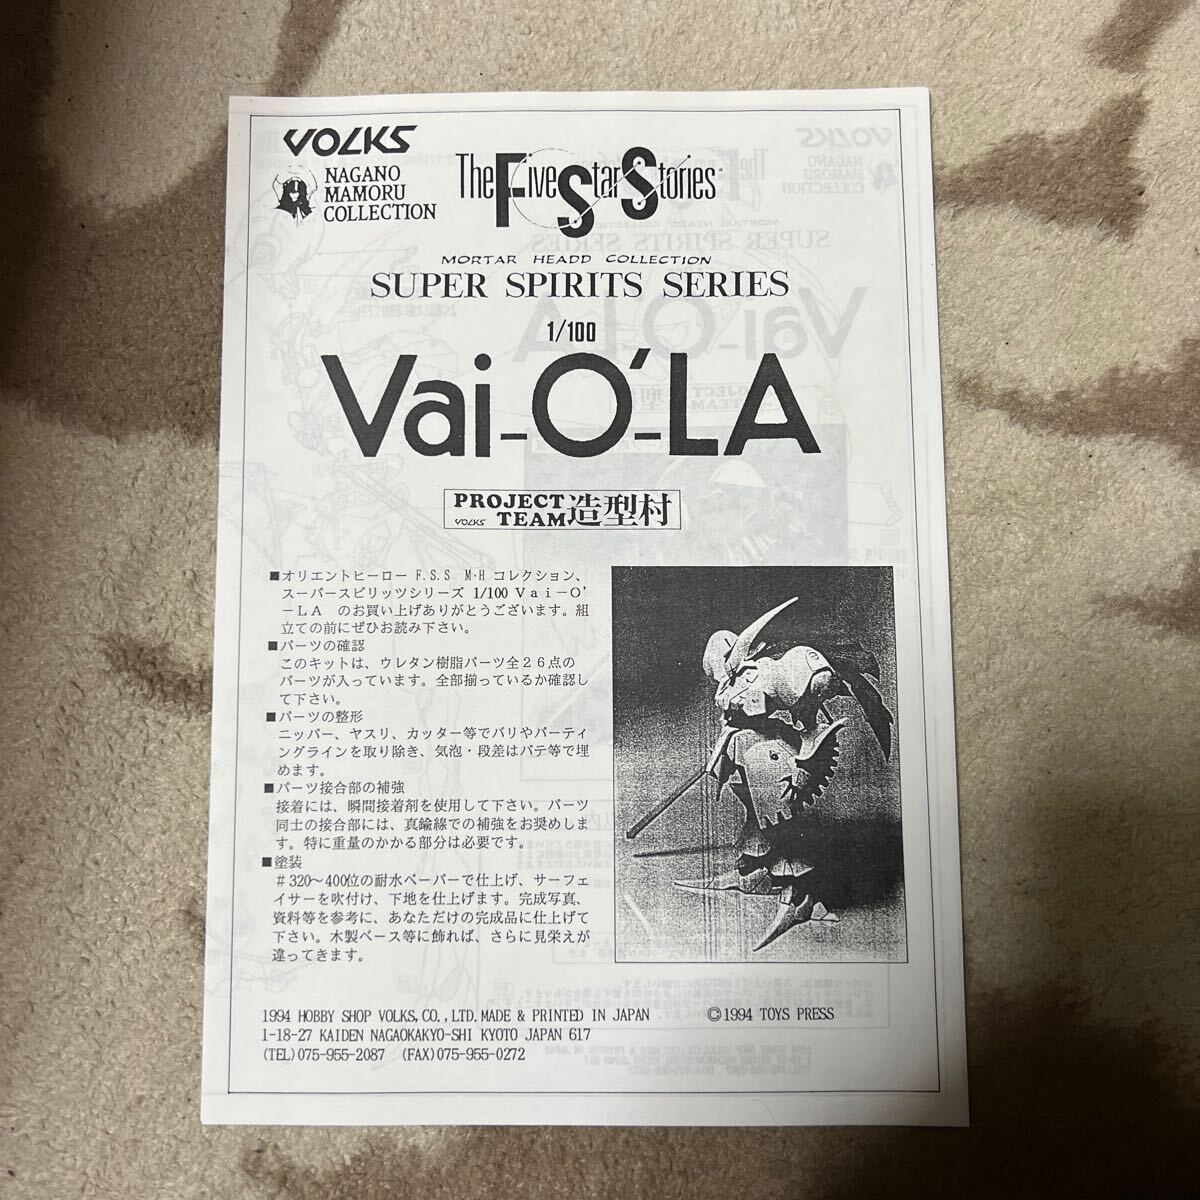 VOLKS
NAGANO
MAMORU
COLLECTION
The Five Star Stories
MORTAR HEADD COLLECTION
SUPER SPIRITS SERIES
1/100
Vai-O'-LA
PROJECT
VOLKS TEAM造型村
■オリエントヒーロー F.S.S M·H コレクション、
スーパースピリッツシリーズ 1/100 Vai-O'
-LA のお買い上げありがとうございます。組
立ての前にぜひお読み下さい。
■パーツの確認
このキットは、ウレタン樹脂パーツ全26点の
パーツが入っています。全部揃っているか確認し
て下さい。
■パーツの整形
ニッパー、ヤスリ、カッター等でバリやパーティ
ングラインを取り除き、気泡・段差はパテ等で埋
めます。
■パーツ接合部の補強
接着には、瞬間接着剤を使用して下さい。パーツ
同士の接合部には、真鍮線での補強をお奨めしま
す。特に重量のかかる部分は必要です。
■塗装
#320〜400位の耐水ペーパーで仕上げ、サーフェ
イサーを吹付け、下地を仕上げます。完成写真、
資料等を参考に、あなただけの完成品に仕上げて
下さい。木製ベース等に飾れば、さらに見栄えが
違ってきます。
1994 HOBBY SHOP VOLKS,CO.,LTD.MADE & PRINTED IN JAPAN ©1994 TOYS PRESS
1-18-27 KAIDEN NAGAOKAKYO-SHI KYOTO JAPAN 617
(TEL)075-955-2087 (FAX)075-955-0272